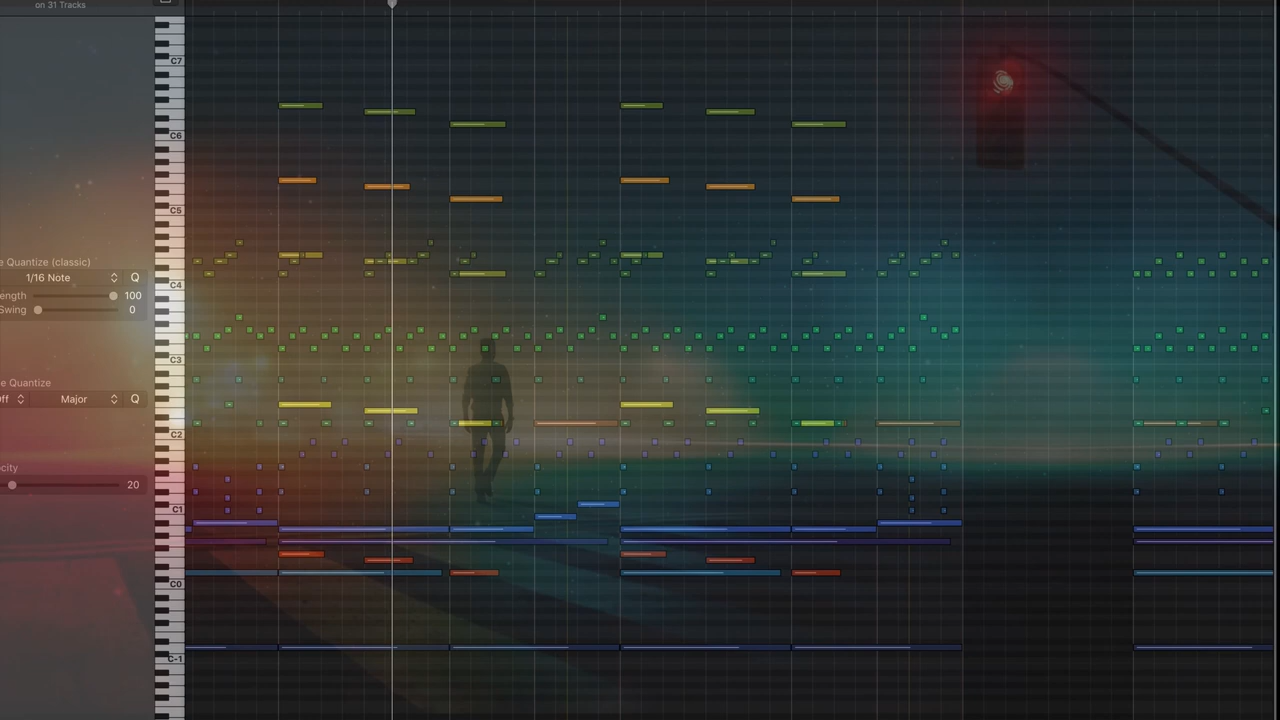 on 31 Tracks
C7
C6
C5
e Quantize (classic)
1/16 Note Q
C4
ength 100
Swing 0
C3
e Quantize
Off Major Q
C2
ocity
20
C1
C0
C-1